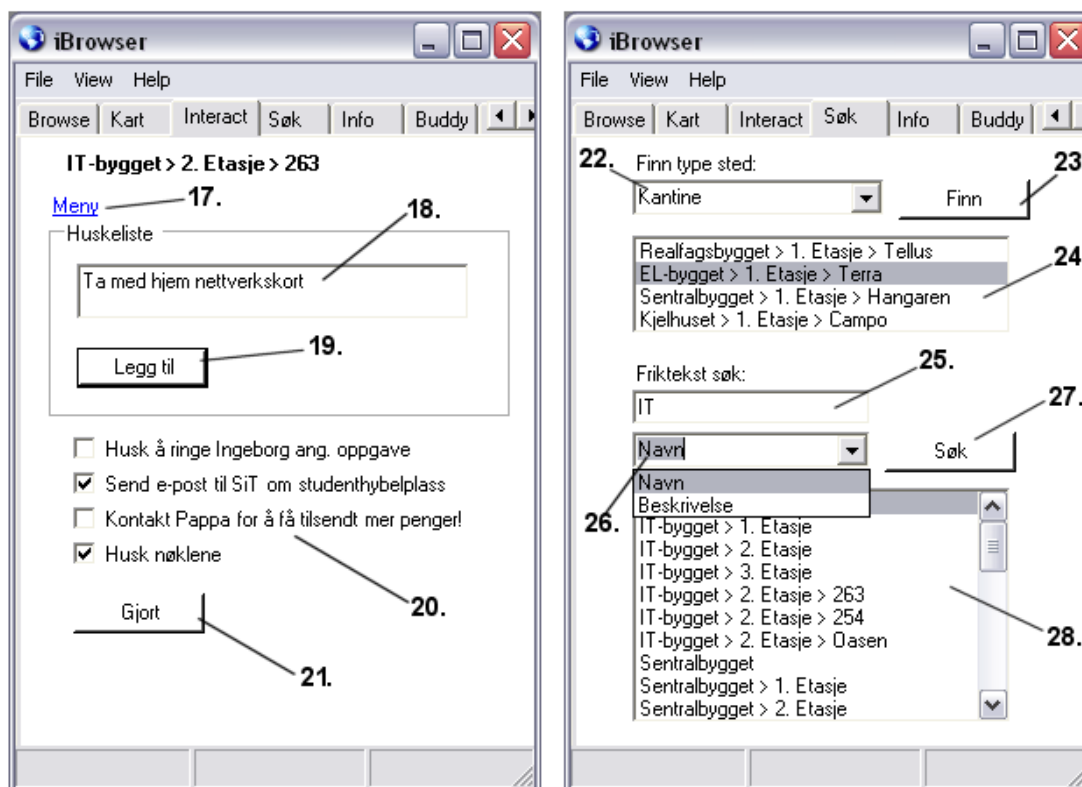 iBrowser
File View Help
Browse Kart Interact Søk Info Buddy
IT-bygget > 2. Etasje > 263
Meny
17.
18.
Huskeliste
Ta med hjem nettverkskort
19.
Legg til
Husk å ringe Ingeborg ang. oppgave
Send e-post til SiT om studenthybelplass
Kontakt Pappa for å få tilsendt mer penger!
Husk nøklene
20.
Gjort
21.
iBrowser
File View Help
Browse Kart Interact Søk Info Buddy
22.
Finn type sted:
23.
Kantine
Finn
Realfagsbygget > 1. Etasje > Tellus
24.
EL-bygget > 1. Etasje > Terra
Sentralbygget > 1. Etasje > Hangaren
Kjelhuset > 1. Etasje > Campo
25.
Friktekst søk:
IT
27.
Navn
Søk
Navn
Beskrivelse
26.
IT-bygget > 1. Etasje
IT-bygget > 2. Etasje
IT-bygget > 3. Etasje
IT-bygget > 2. Etasje > 263
IT-bygget > 2. Etasje > 254
IT-bygget > 2. Etasje > Oasen
28.
Sentralbygget
Sentralbygget > 1. Etasje
Sentralbygget > 2. Etasje